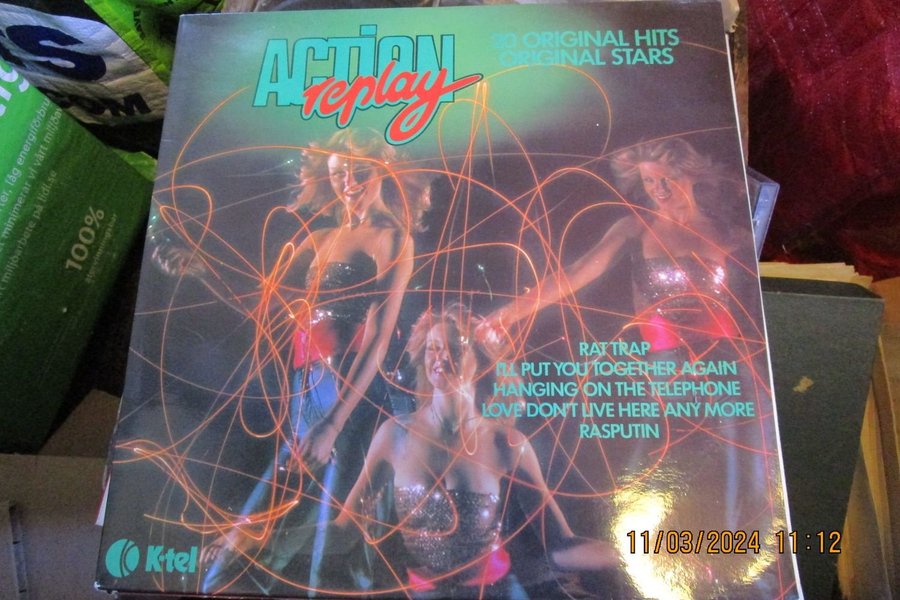 ACTION
replay
20 ORIGINAL HITS
ORIGINAL STARS
RAT TRAP
I'LL PUT YOU TOGETHER AGAIN
HANGING ON THE TELEPHONE
LOVE DON'T LIVE HERE ANY MORE
RASPUTIN
K-tel
100%
11/03/2024 11:12